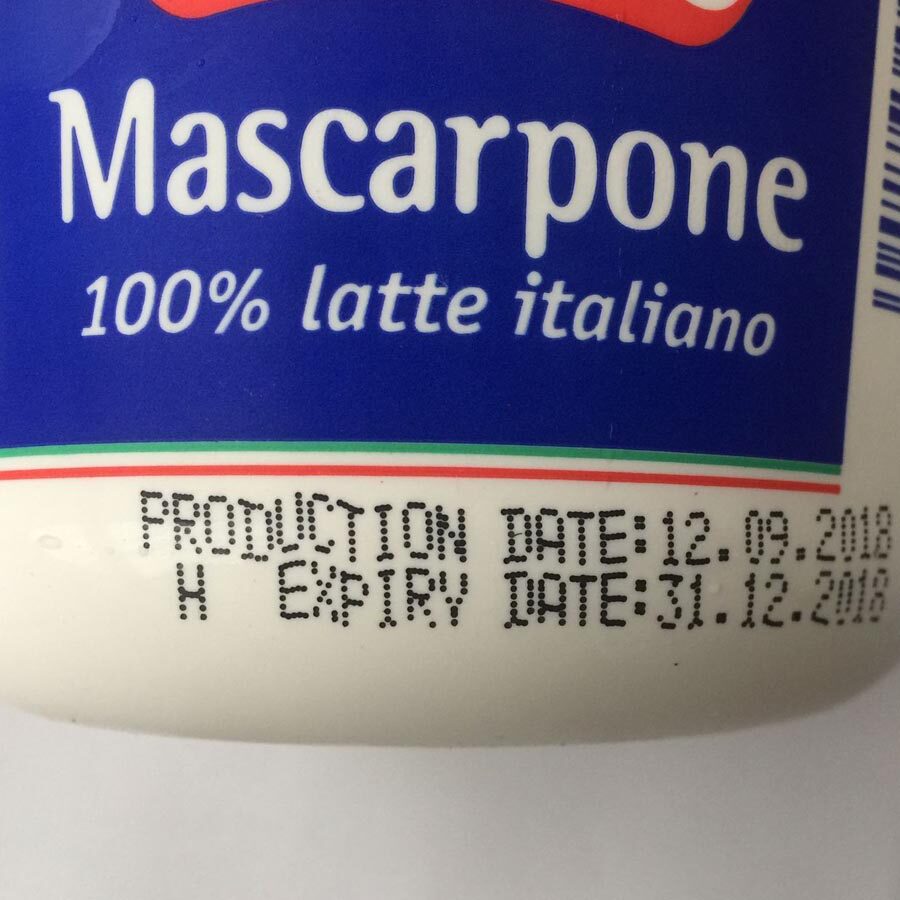 Mascarpone
100% latte italiano
PRODUCTION DATE:12.09.2018
H EXPIRY DATE:31.12.2018